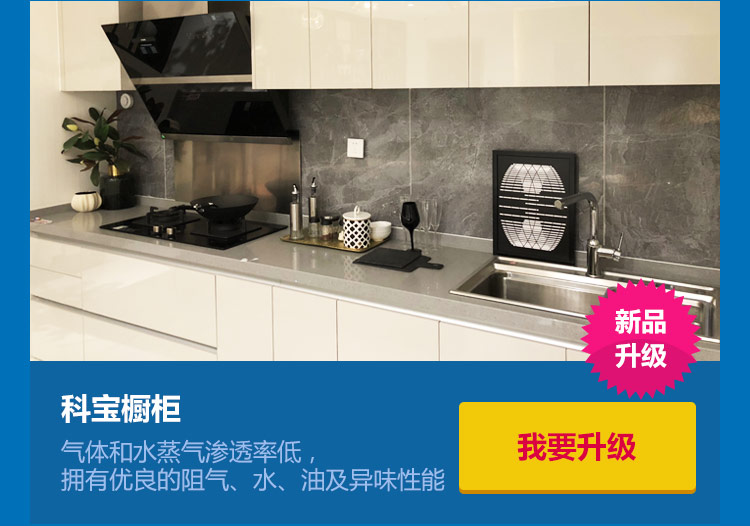 新品
升级
科宝橱柜
气体和水蒸气渗透率低，
拥有优良的阻气、水、油及异味性能
我要升级